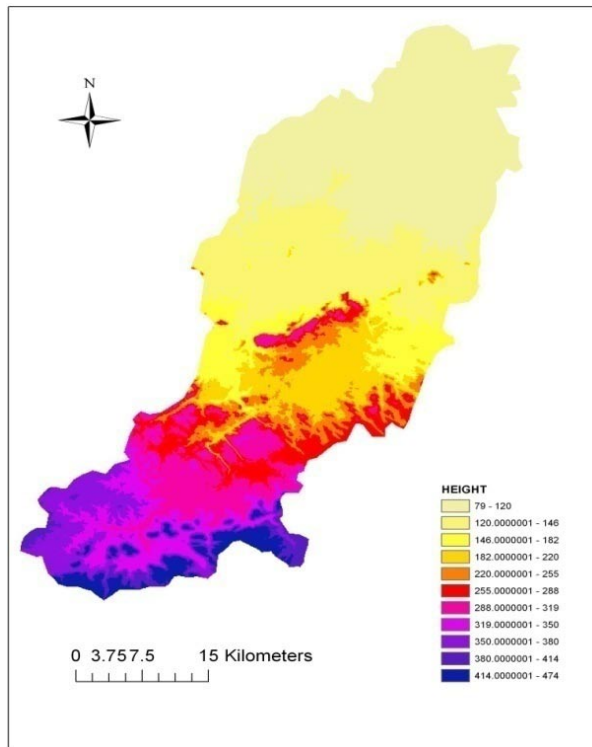 N
HEIGHT
79 - 120
120.0000001 - 146
146.0000001 - 182
182.0000001 - 220
220.0000001 - 255
255.0000001 - 288
288.0000001 - 319
319.0000001 - 350
350.0000001 - 380
380.0000001 - 414
414.0000001 - 474
0 3.757.5 15 Kilometers